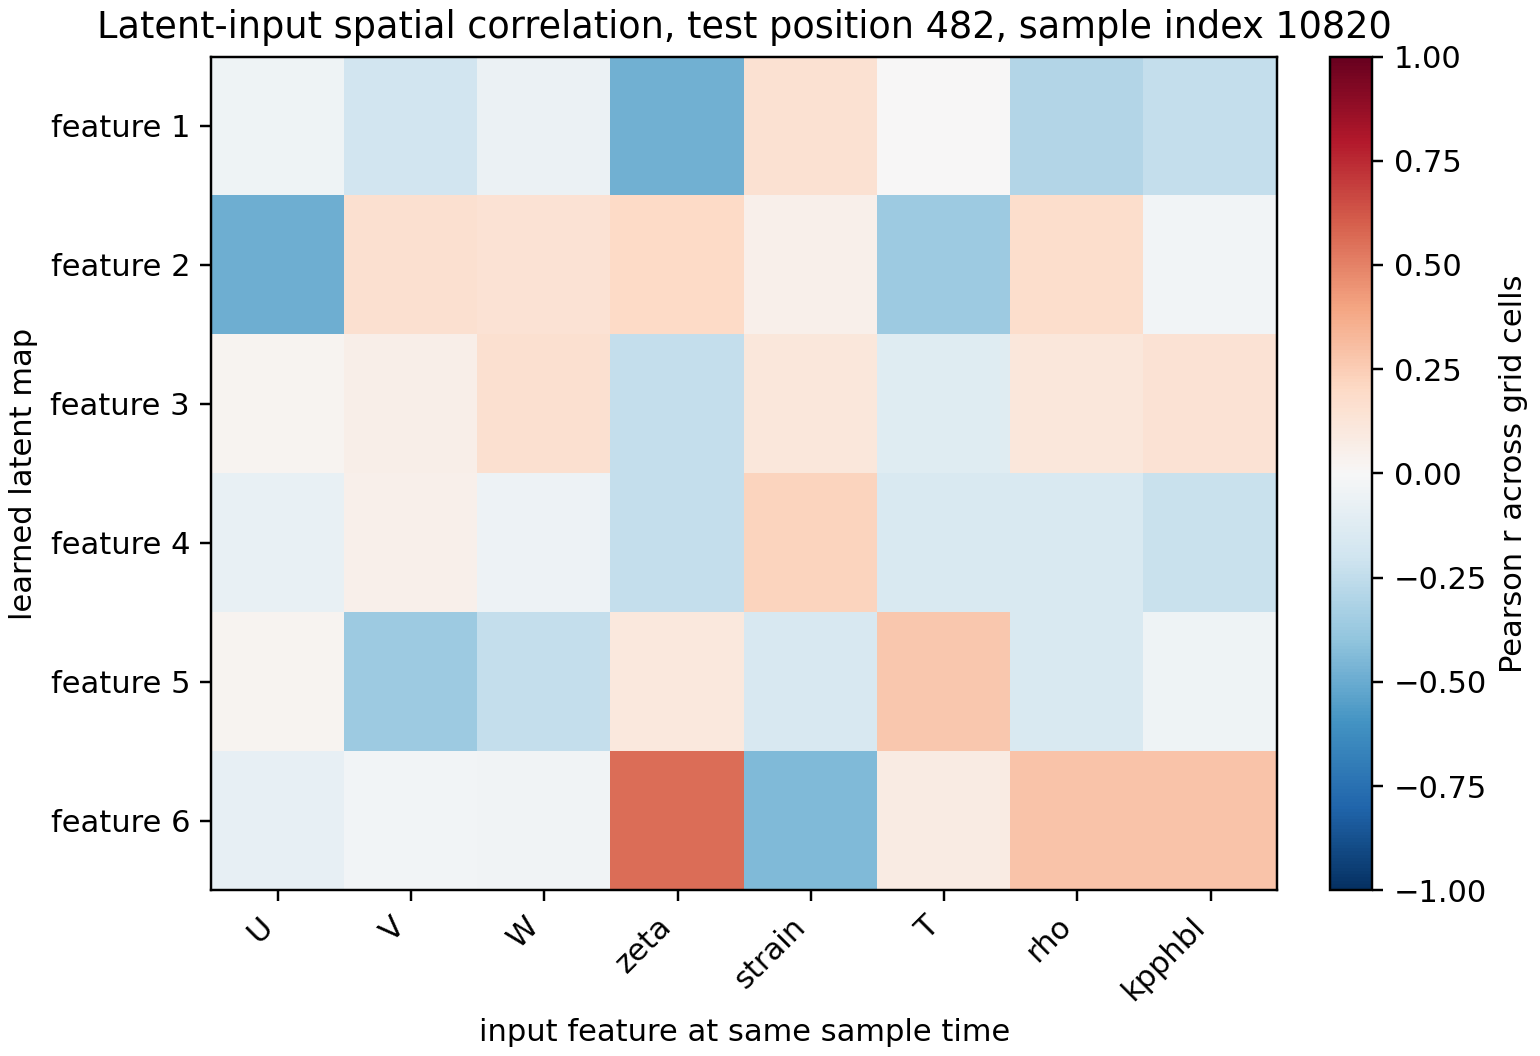 Latent-input spatial correlation, test position 482, sample index 10820
learned latent map
feature 1
feature 2
feature 3
feature 4
feature 5
feature 6
U
V
W
zeta
strain
T
rho
kpphbl
input feature at same sample time
1.00
0.75
0.50
0.25
0.00
−0.25
−0.50
−0.75
−1.00
Pearson r across grid cells